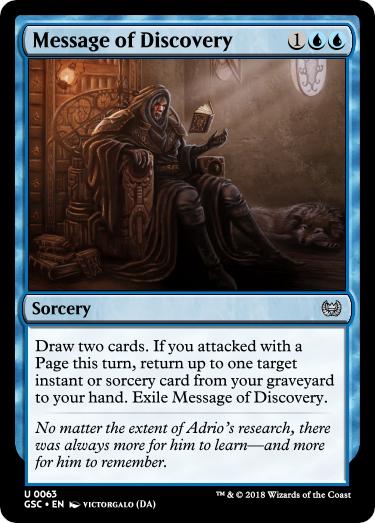 Message of Discovery 1
Sorcery
Draw two cards. If you attacked with a
Page this turn, return up to one target
instant or sorcery card from your graveyard
to your hand. Exile Message of Discovery.
No matter the extent of Adrio's research, there
was always more for him to learn—and more
for him to remember.
U 0063
GSC • EN VICTORGALO (DA)
™ & © 2018 Wizards of the Coast